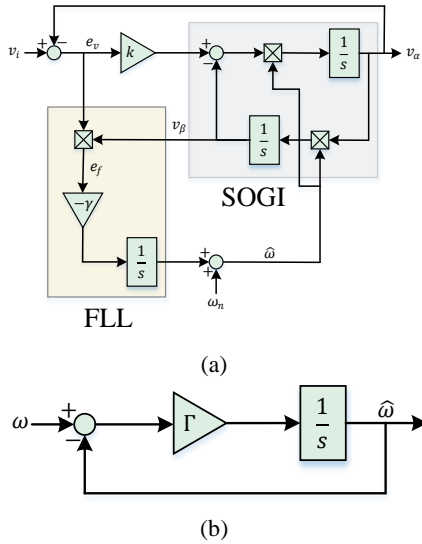 v_i
+
−
e_v
k
+
−
1/s
v_α
v_β
1/s
SOGI
e_f
−γ
1/s
+
+
ω̂
ω_n
FLL
(a)
ω
+
−
Γ
1/s
ω̂
(b)